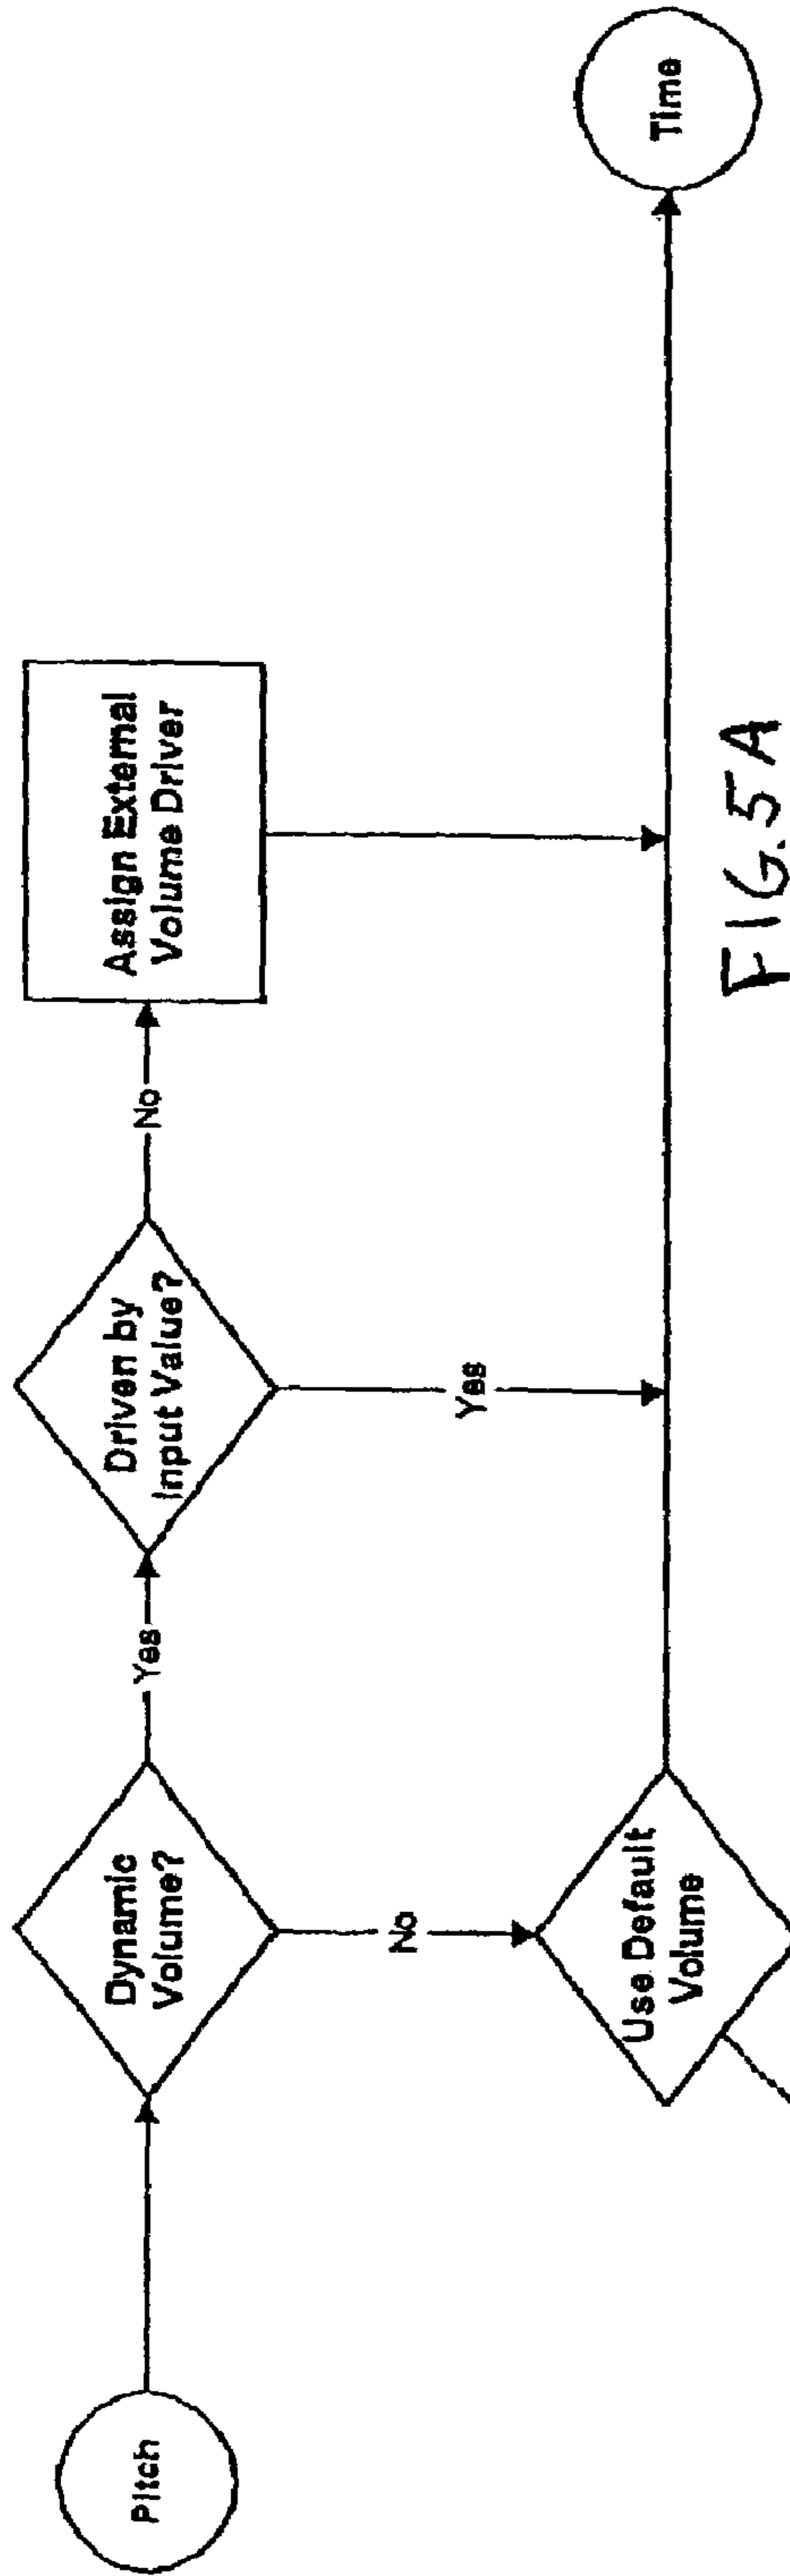 Pitch
Dynamic
Volume?
Yes
Driven by
Input Value?
No
Assign External
Volume Driver
No
Yes
Use Default
Volume
Time
FIG. 5A